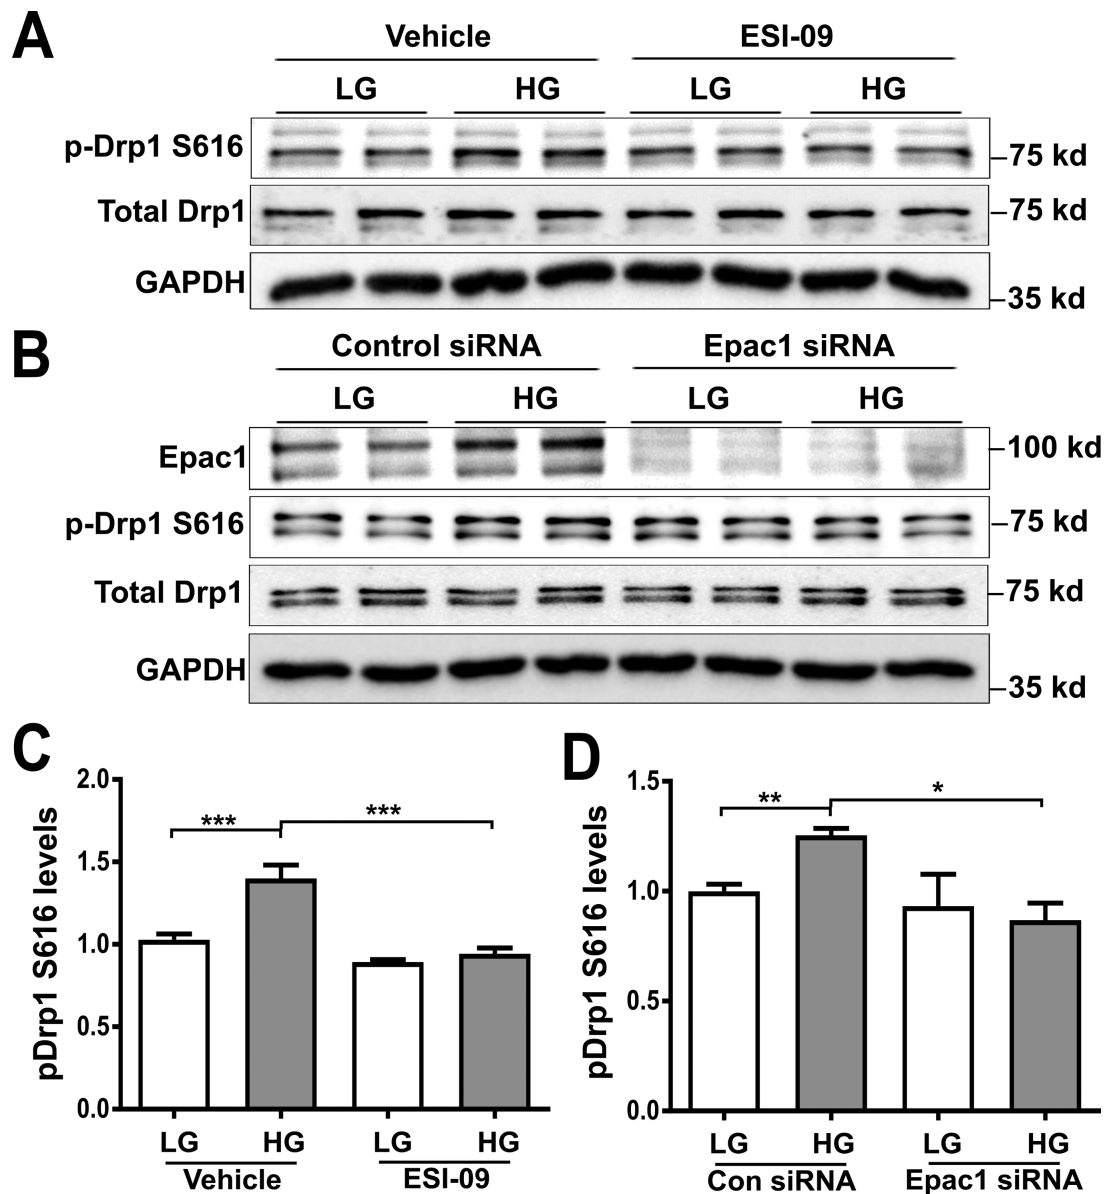 A
Vehicle ESI-09
LG HG LG HG
p-Drp1 S616 –75 kd
Total Drp1 –75 kd
GAPDH –35 kd
B
Control siRNA Epac1 siRNA
LG HG LG HG
Epac1 –100 kd
p-Drp1 S616 –75 kd
Total Drp1 –75 kd
GAPDH –35 kd
C
pDrp1 S616 levels
2.0
1.5
1.0
0.5
0.0
*** ***
LG HG LG HG
Vehicle ESI-09
D
pDrp1 S616 levels
1.5
1.0
0.5
0.0
** *
LG HG LG HG
Con siRNA Epac1 siRNA